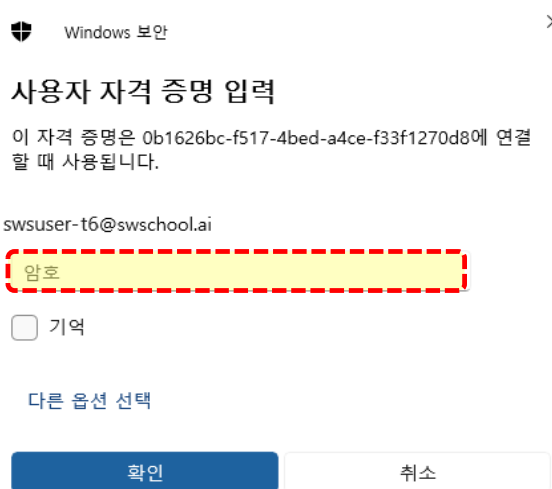 Windows 보안
사용자 자격 증명 입력
이 자격 증명은 0b1626bc-f517-4bed-a4ce-f33f1270d8에 연결
할 때 사용됩니다.
swsuser-t6@swschool.ai
암호
기억
다른 옵션 선택
확인
취소